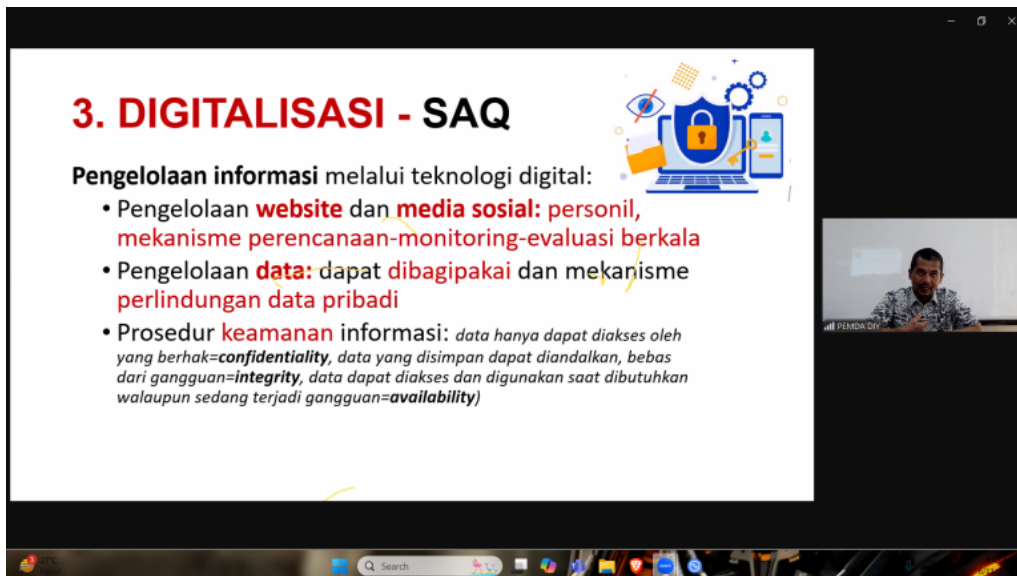 3. DIGITALISASI - SAQ
Pengelolaan informasi melalui teknologi digital:
• Pengelolaan website dan media sosial: personil,
mekanisme perencanaan-monitoring-evaluasi berkala
• Pengelolaan data: dapat dibagipakai dan mekanisme
perlindungan data pribadi
• Prosedur keamanan informasi: data hanya dapat diakses oleh
yang berhak=confidentiality, data yang disimpan dapat diandalkan, bebas
dari gangguan=integrity, data dapat diakses dan digunakan saat dibutuhkan
walaupun sedang terjadi gangguan=availability)
PEMDA DIY
Search